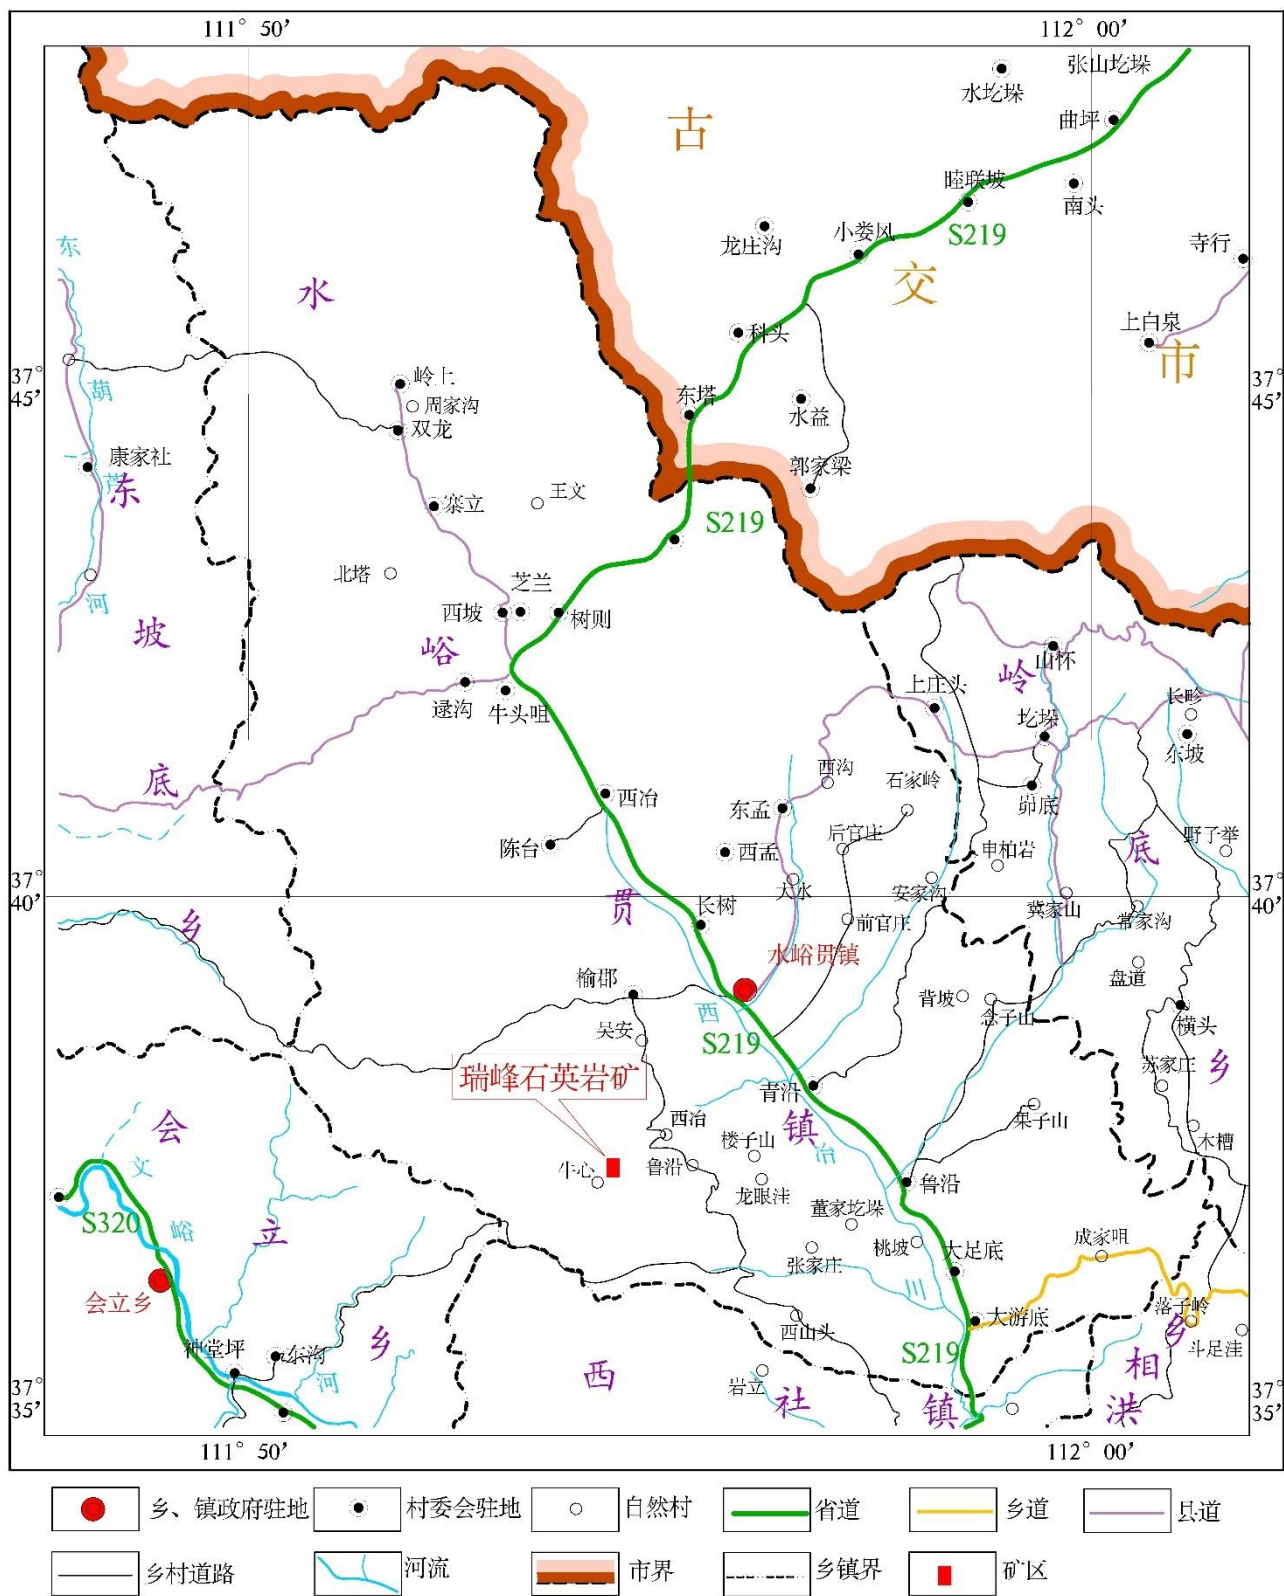 111° 50′
112° 00′
张山圪垛
水圪垛
古
曲坪
睦联坡
南头
S219
东
龙庄沟
小娄风
寺行
水
交
上白泉
科头
市
37°
45′
37°
45′
葫
岭上
周家沟
双龙
东塔
水益
康家社
芦
东
郭家梁
栾立
王文
S219
北塔
芝兰
河
西坡
树则
坡
峪
岭
山怀
逯沟
牛头咀
上庄头
长畛
圪垛
东坡
底
西沟
石家岭
西冶
东孟
卯底
陈台
西孟
后官庄
申柏岩
底
野子举
37°
40′
37°
40′
大水
安家沟
贯
长树
前官庄
冀家山
常家沟
乡
水峪贯镇
盘道
榆郡
背坡
念子山
西
横头
吴安
S219
乡
瑞峰石英岩矿
青沿
苏家庄
会
西冶
楼子山
镇
果子山
木槽
文
冶
牛心
鲁沿
龙眼洼
鲁沿
S320
峪
立
董家圪垛
桃坡
成家咀
张家庄
大足底
会立乡
川
落子岭
西山头
大游底
乡
斗足洼
神堂坪
东沟
乡
S219
相
河
西
岩立
社
镇
洪
37°
35′
37°
35′
111° 50′
112° 00′
乡、镇政府驻地
村委会驻地
自然村
省道
乡道
县道
乡村道路
河流
市界
乡镇界
矿区